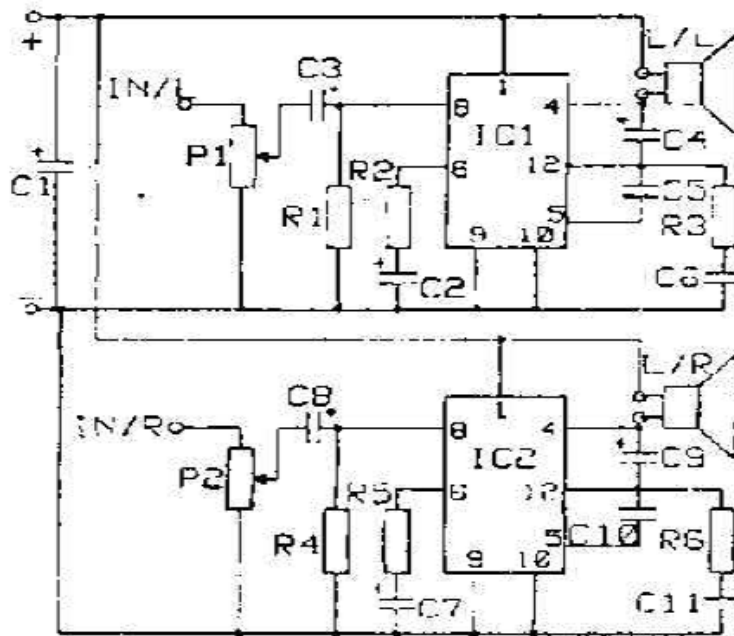 +
L/L
C3
IN/L
1
8
4
C4
P1
IC1
R2
12
C1
6
C5
R1
5
R3
9
10
C2
C6
-
L/R
C8
1
IN/R
8
4
C9
P2
IC2
R5
6
12
R4
5
C10
R6
9
10
C7
C11